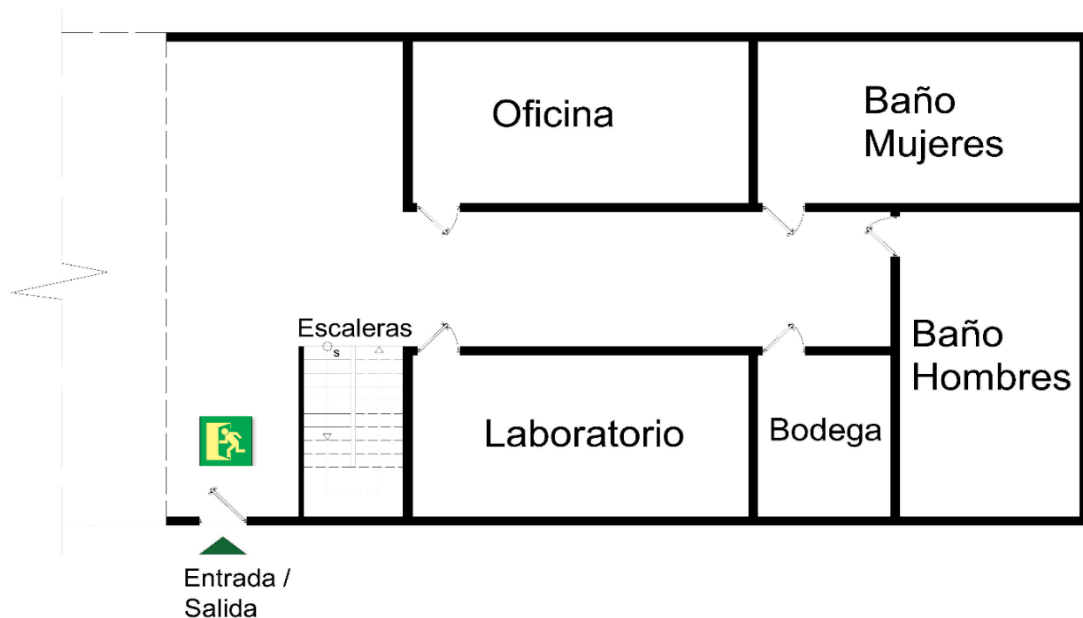 Oficina
Baño
Mujeres
Escaleras
s
Baño
Hombres
Laboratorio
Bodega
Entrada /
Salida